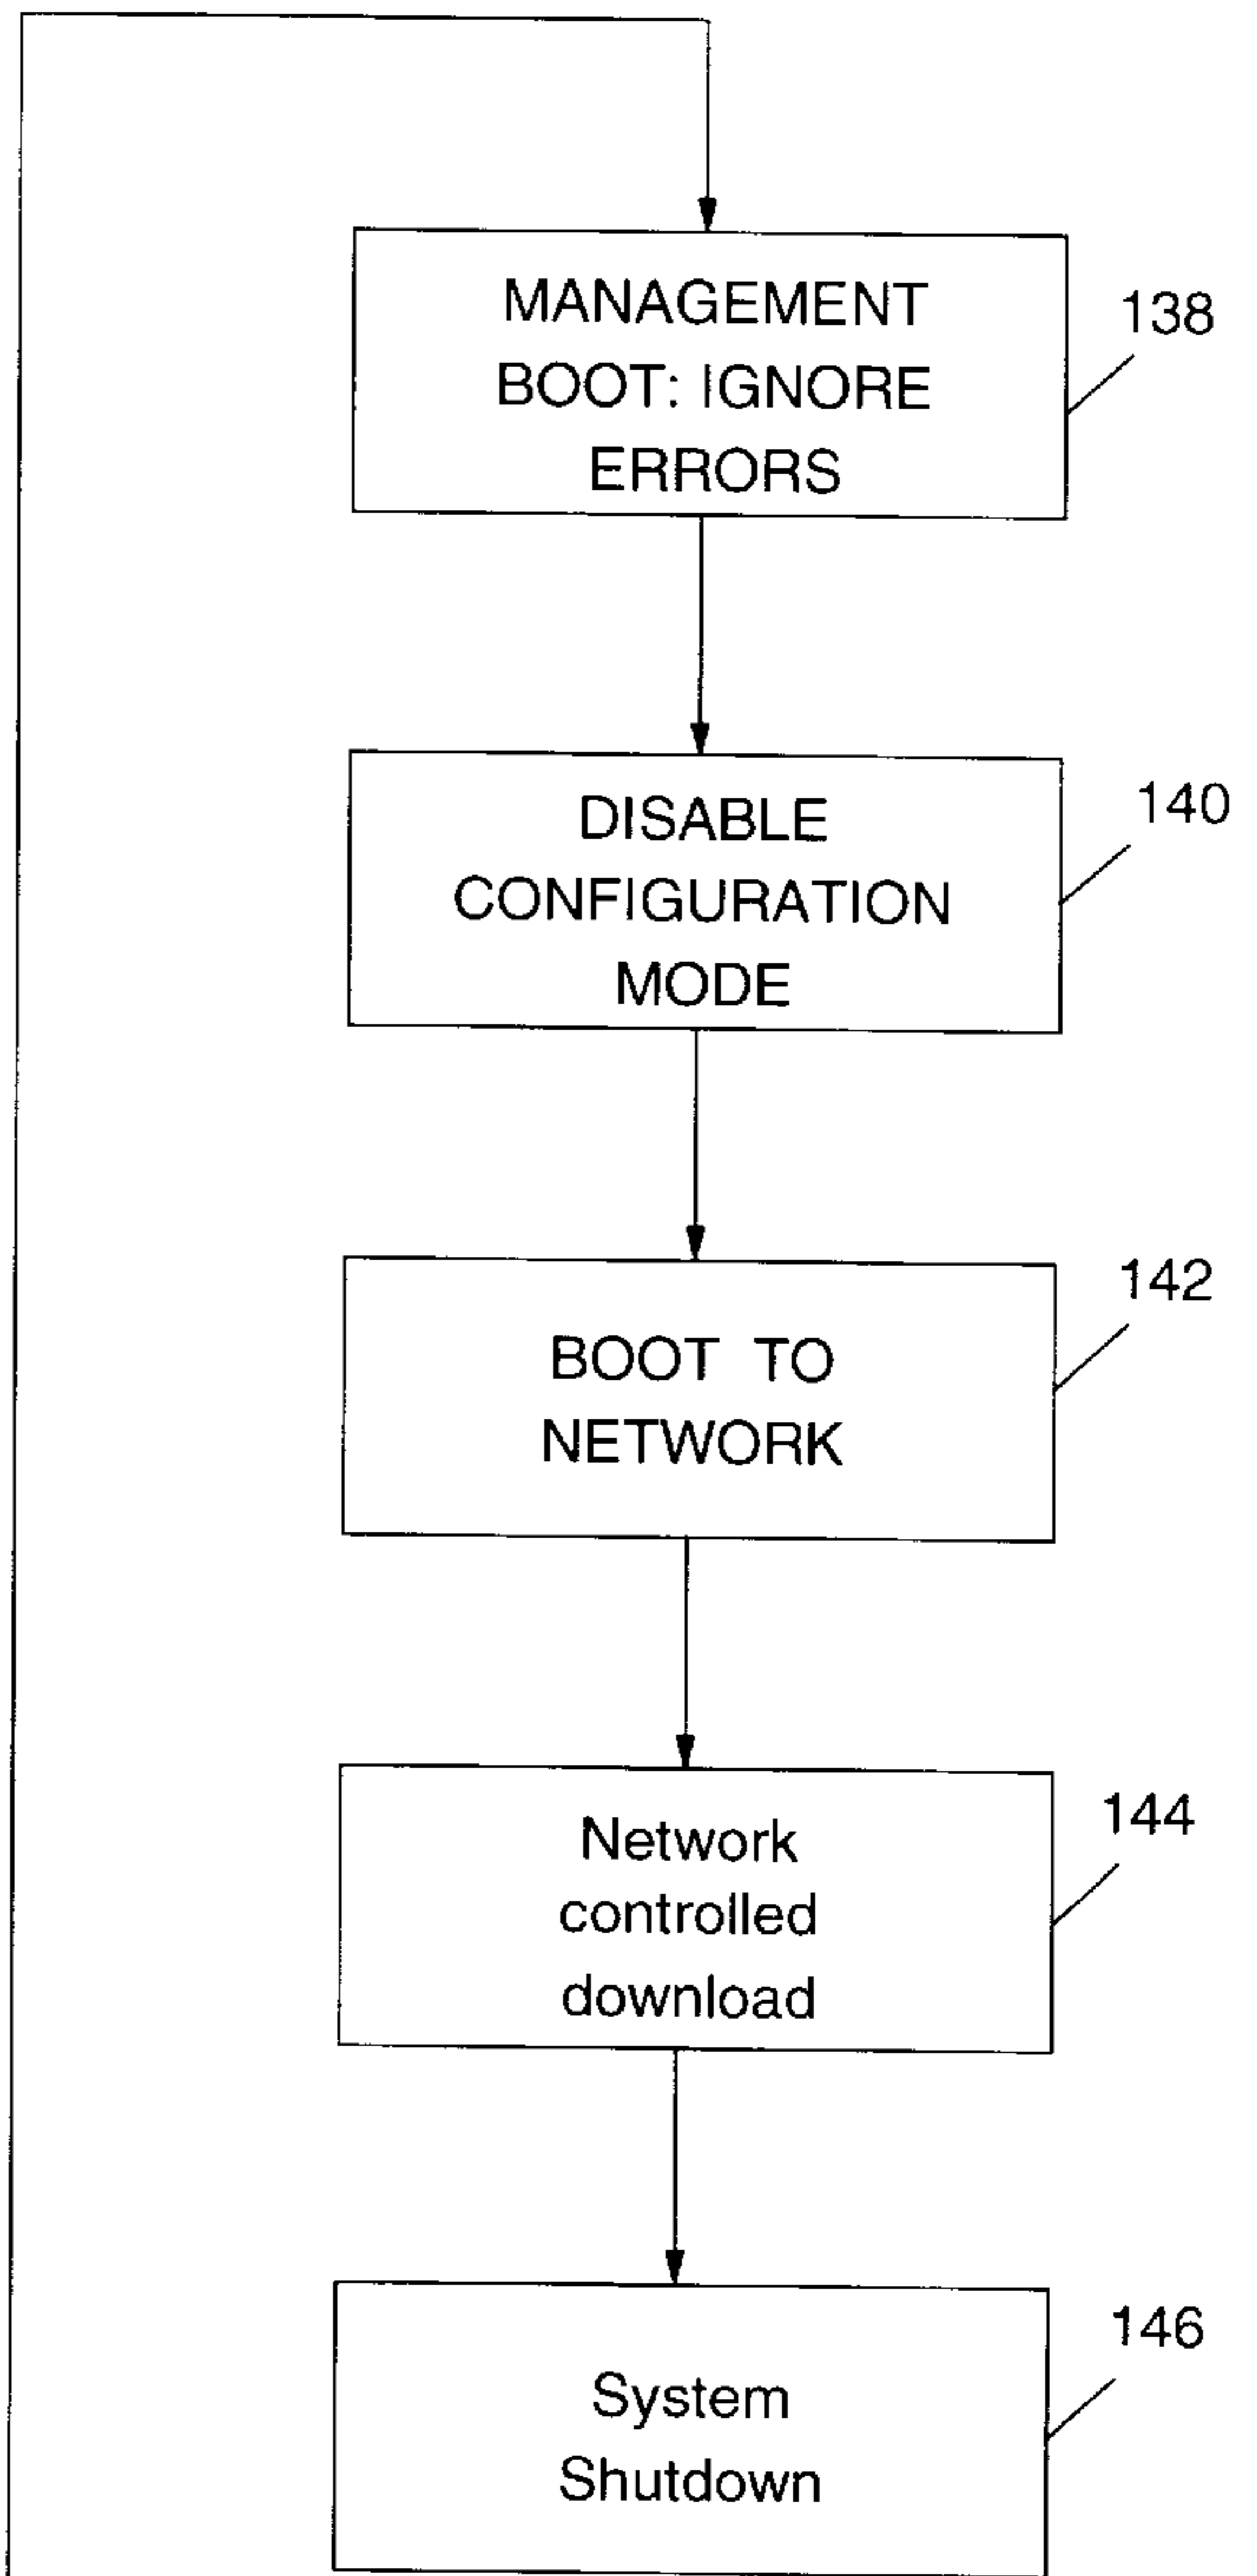 MANAGEMENT
BOOT: IGNORE
ERRORS
138
DISABLE
CONFIGURATION
MODE
140
BOOT TO
NETWORK
142
Network
controlled
download
144
System
Shutdown
146